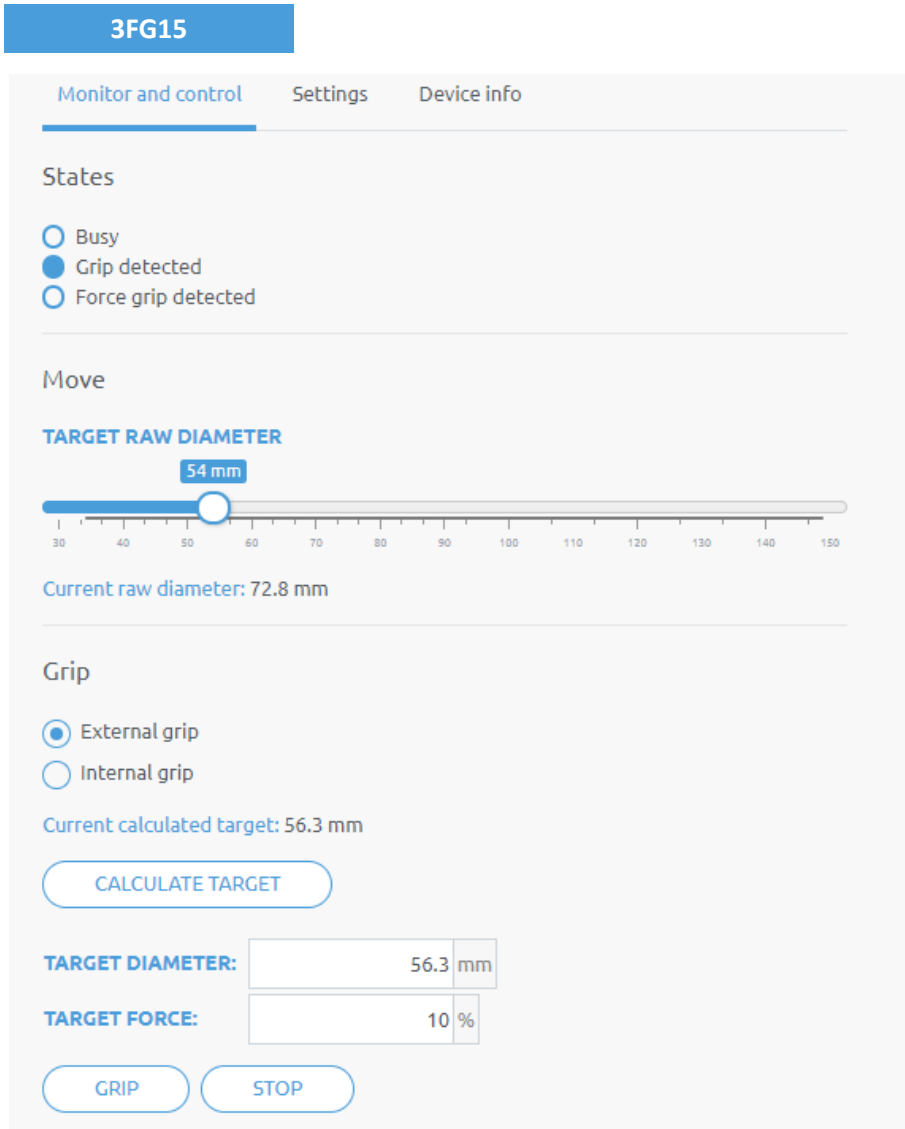 3FG15
Monitor and control Settings Device info
States
Busy
Grip detected
Force grip detected
Move
TARGET RAW DIAMETER
54 mm
30 40 50 60 70 80 90 100 110 120 130 140 150
Current raw diameter: 72.8 mm
Grip
External grip
Internal grip
Current calculated target: 56.3 mm
CALCULATE TARGET
TARGET DIAMETER: 56.3 mm
TARGET FORCE: 10 %
GRIP STOP